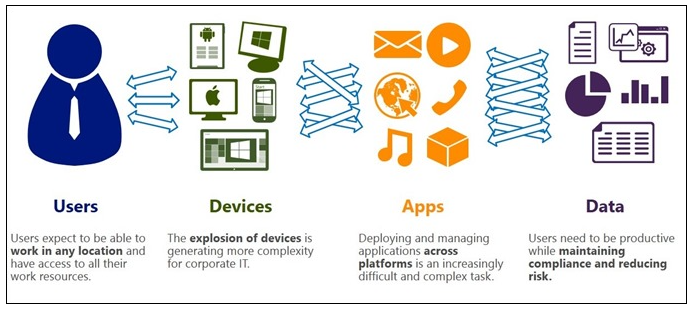 Start
Users
Devices
Apps
Data
Users expect to be able to
work in any location and
have access to all their
work resources.
The explosion of devices is
generating more complexity
for corporate IT.
Deploying and managing
applications across
platforms is an increasingly
difficult and complex task.
Users need to be productive
while maintaining
compliance and reducing
risk.